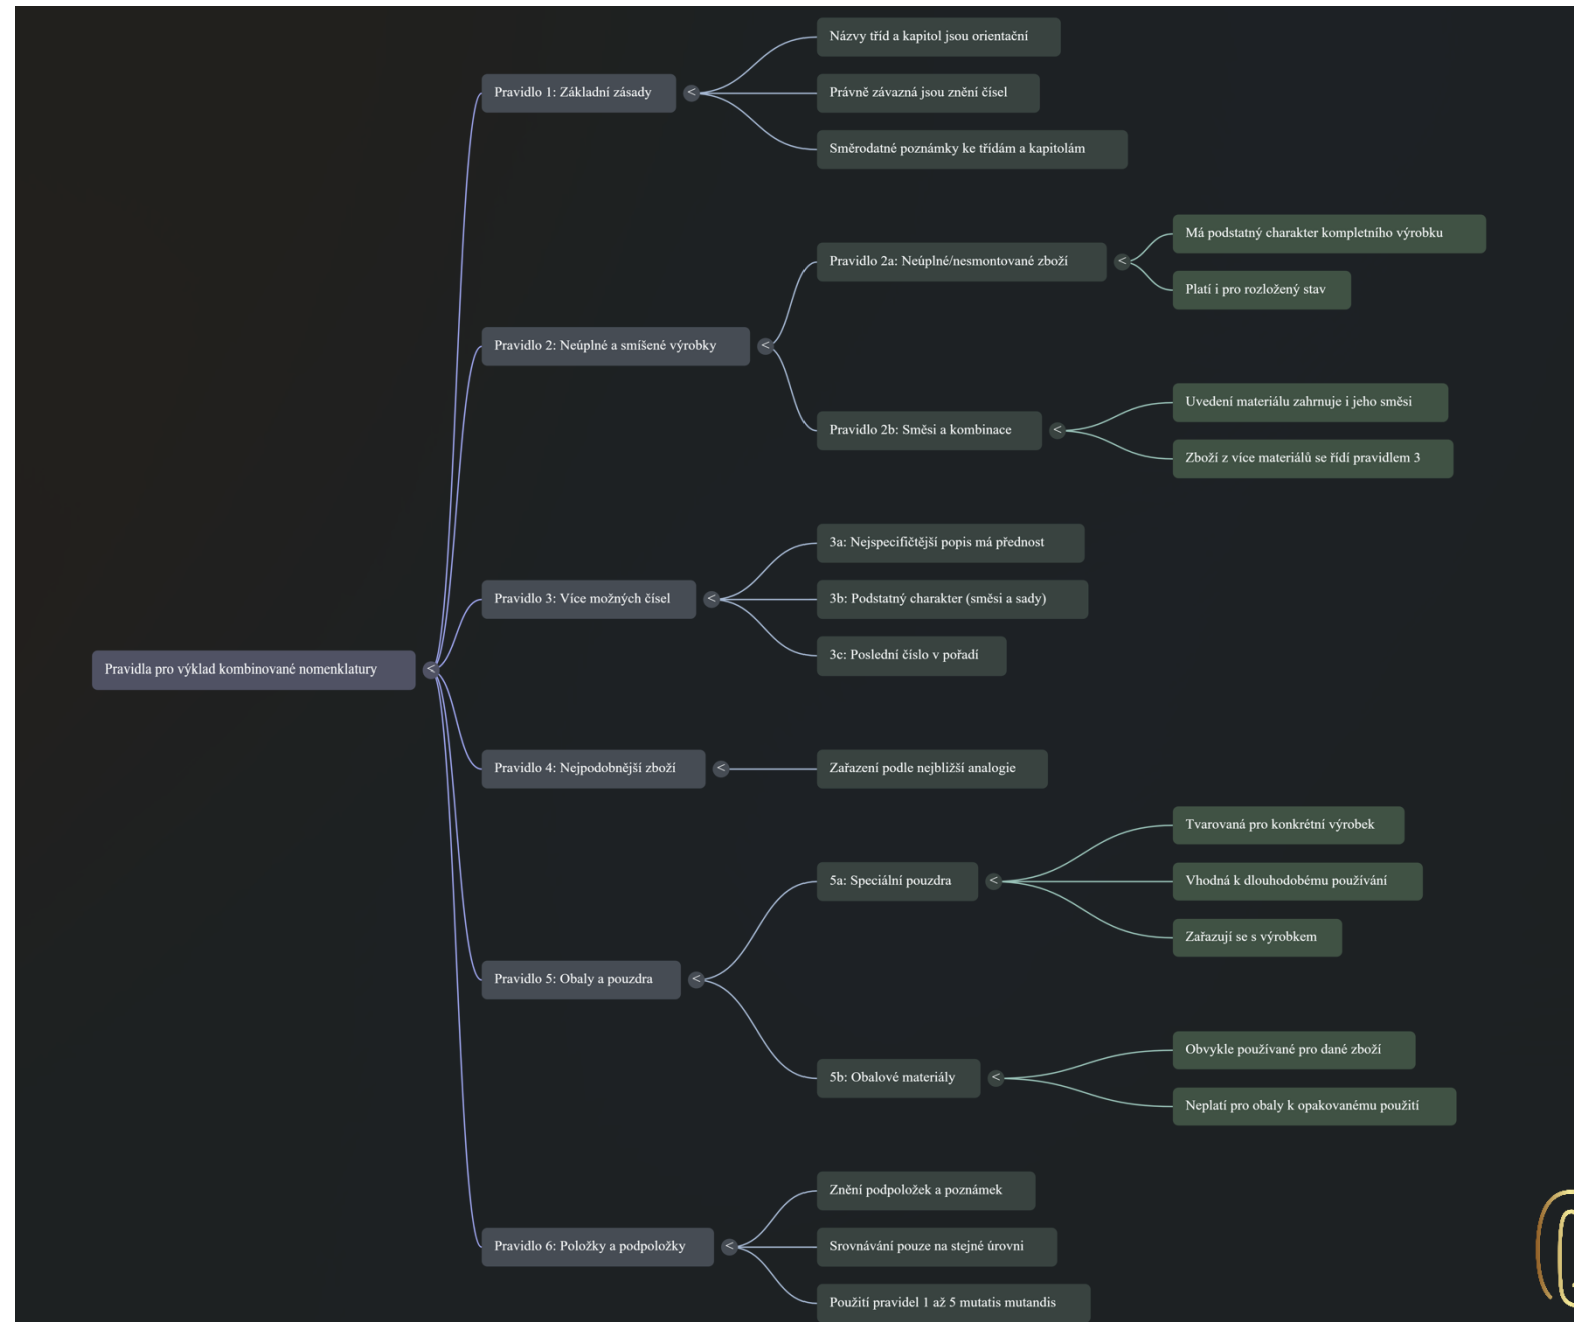 Pravidla pro výklad kombinované nomenklatury
Pravidlo 1: Základní zásady
Názvy tříd a kapitol jsou orientační
Právně závazná jsou znění čísel
Směrodatné poznámky ke třídám a kapitolám
Pravidlo 2: Neúplné a smíšené výrobky
Pravidlo 2a: Neúplné/nesmontované zboží
Má podstatný charakter kompletního výrobku
Platí i pro rozložený stav
Pravidlo 2b: Směsi a kombinace
Uvedení materiálu zahrnuje i jeho směsi
Zboží z více materiálů se řídí pravidlem 3
Pravidlo 3: Více možných čísel
3a: Nejspecifičtější popis má přednost
3b: Podstatný charakter (směsi a sady)
3c: Poslední číslo v pořadí
Pravidlo 4: Nejpodobnější zboží
Zařazení podle nejbližší analogie
Pravidlo 5: Obaly a pouzdra
5a: Speciální pouzdra
Tvarovaná pro konkrétní výrobek
Vhodná k dlouhodobému používání
Zařazují se s výrobkem
5b: Obalové materiály
Obvykle používané pro dané zboží
Neplatí pro obaly k opakovanému použití
Pravidlo 6: Položky a podpoložky
Znění podpoložek a poznámek
Srovnávání pouze na stejné úrovni
Použití pravidel 1 až 5 mutatis mutandis